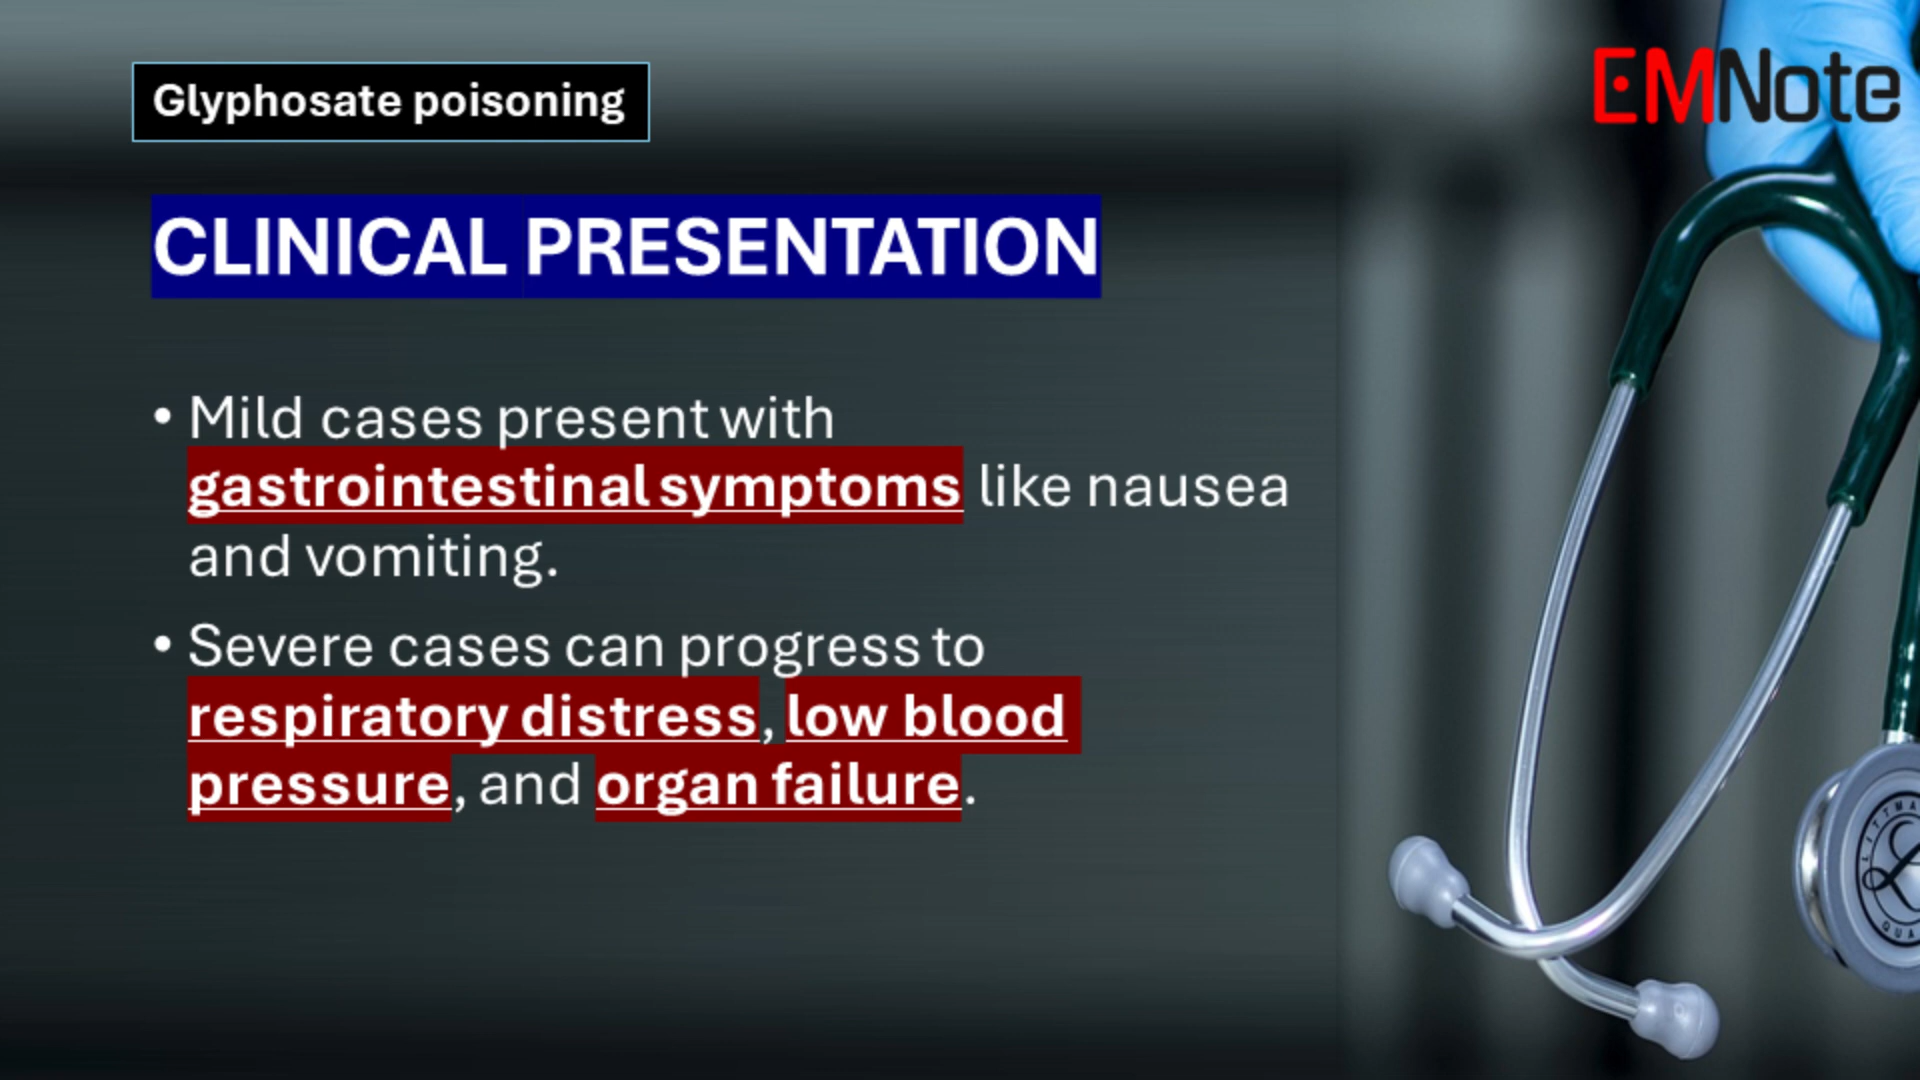 Glyphosate poisoning
EMNote
CLINICAL PRESENTATION
• Mild cases present with
gastrointestinal symptoms like nausea
and vomiting.
• Severe cases can progress to
respiratory distress, low blood
pressure, and organ failure.